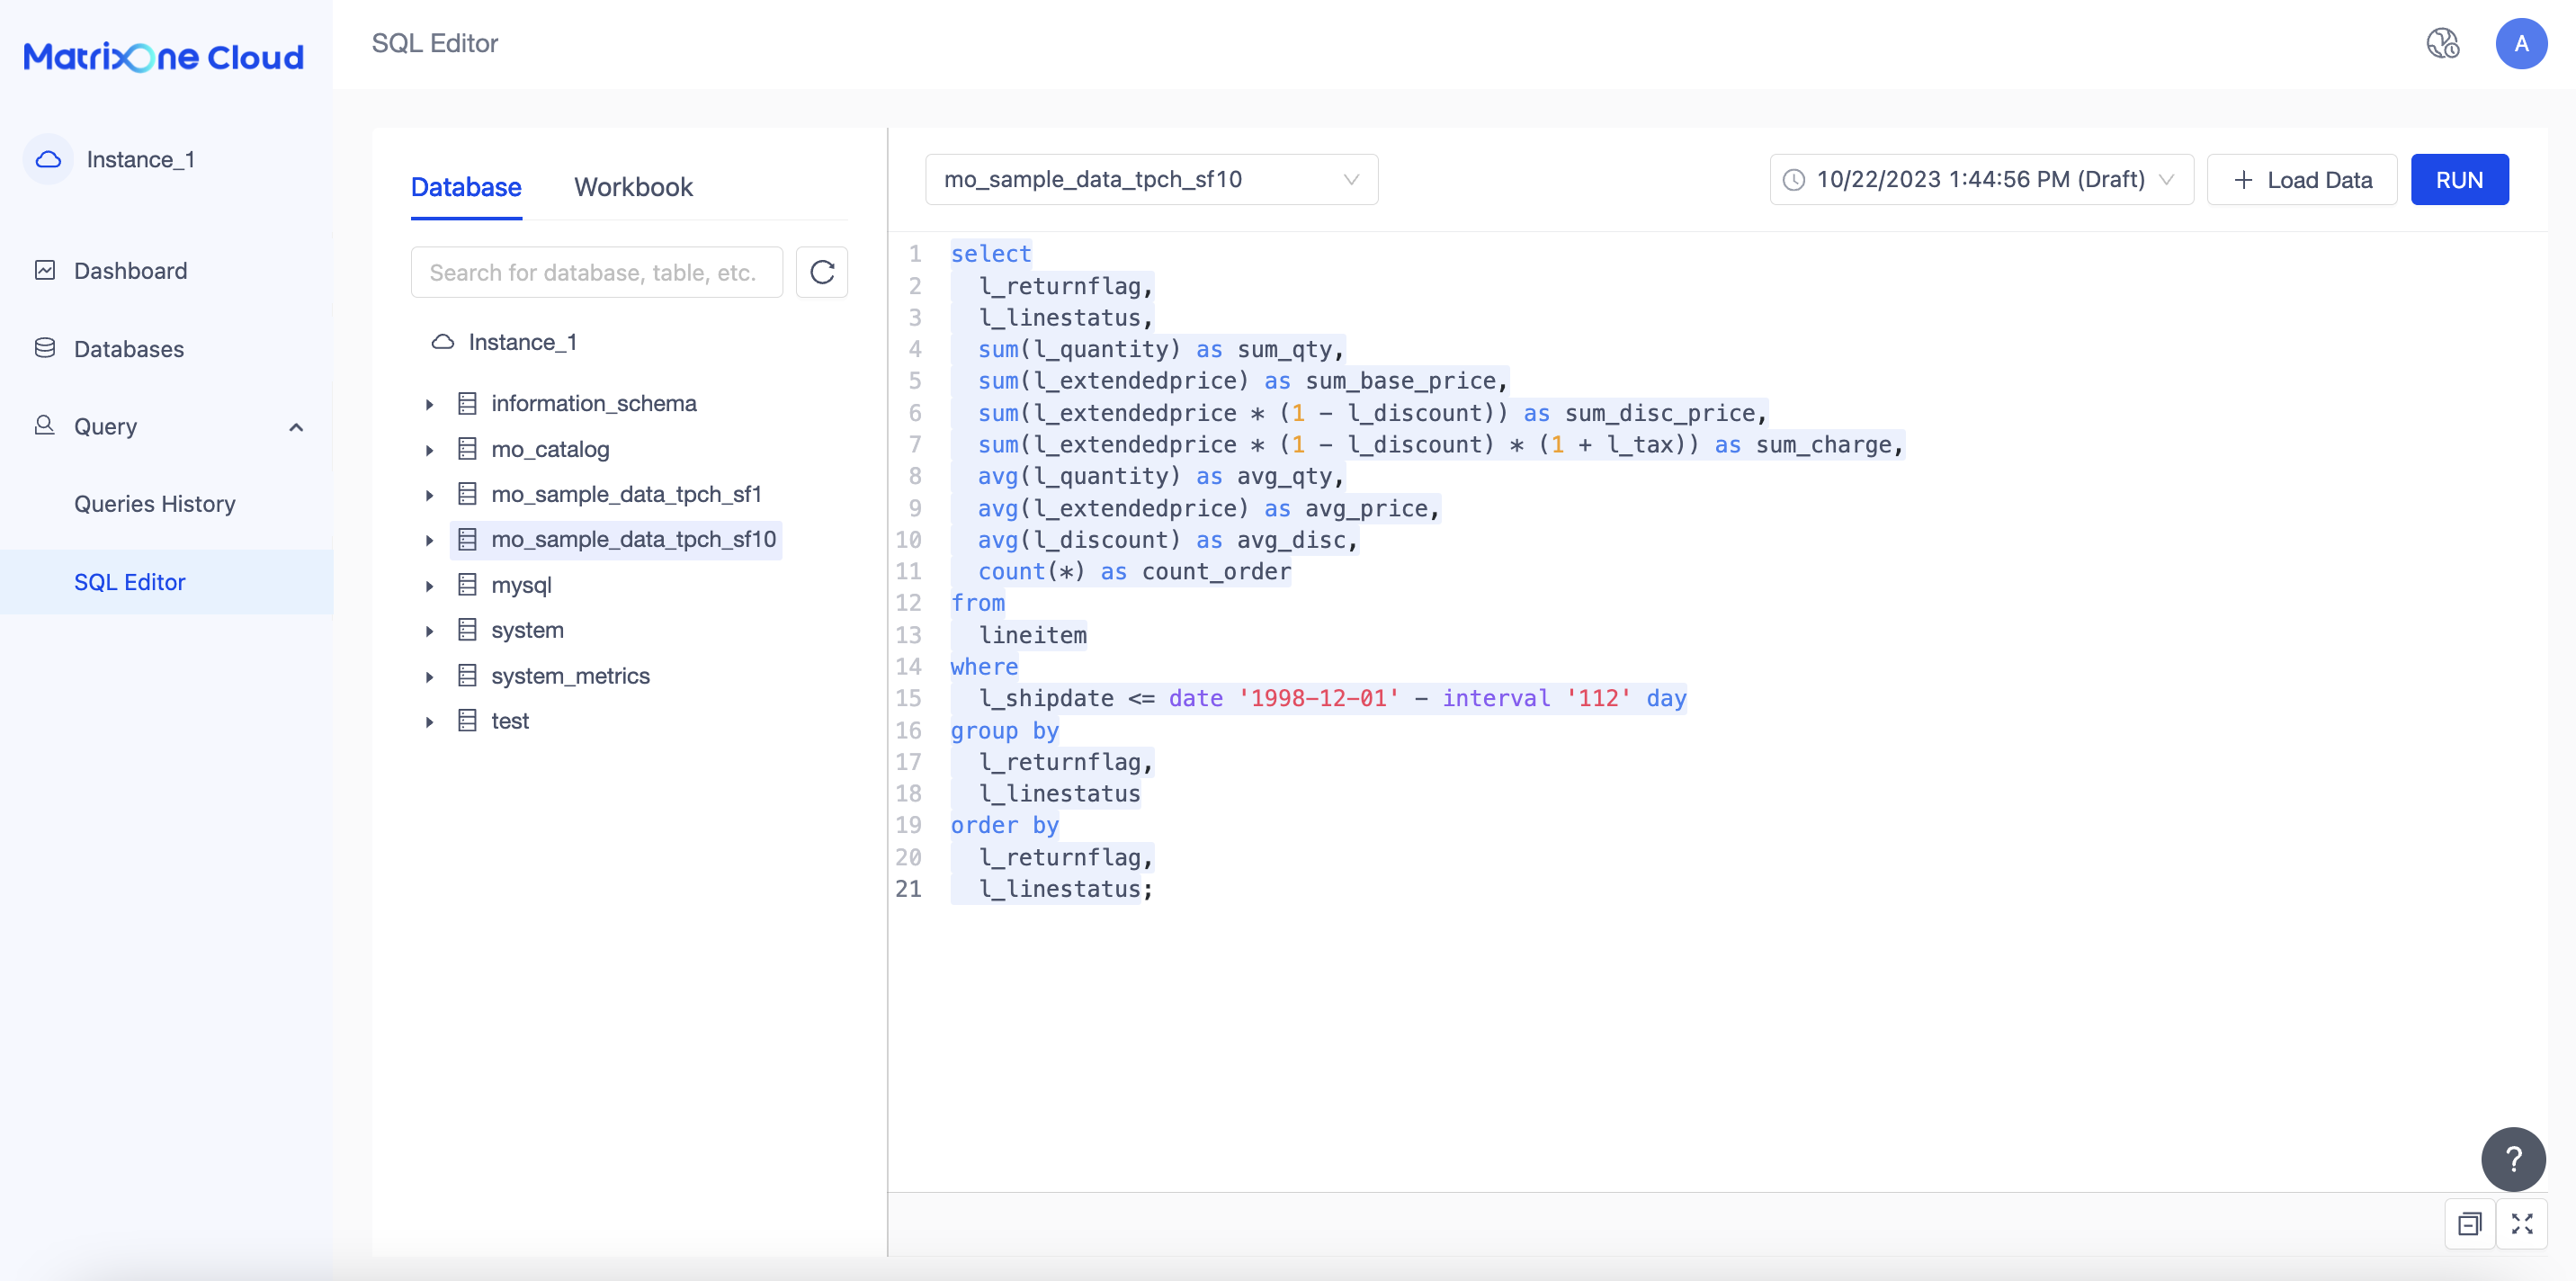 MatrixOne Cloud
Instance_1
Dashboard
Databases
Query
Queries History
SQL Editor
SQL Editor
A
Database Workbook
Search for database, table, etc.
Instance_1
information_schema
mo_catalog
mo_sample_data_tpch_sf1
mo_sample_data_tpch_sf10
mysql
system
system_metrics
test
mo_sample_data_tpch_sf10 10/22/2023 1:44:56 PM (Draft) + Load Data RUN
1 select
2 l_returnflag,
3 l_linestatus,
4 sum(l_quantity) as sum_qty,
5 sum(l_extendedprice) as sum_base_price,
6 sum(l_extendedprice * (1 - l_discount)) as sum_disc_price,
7 sum(l_extendedprice * (1 - l_discount) * (1 + l_tax)) as sum_charge,
8 avg(l_quantity) as avg_qty,
9 avg(l_extendedprice) as avg_price,
10 avg(l_discount) as avg_disc,
11 count(*) as count_order
12 from
13 lineitem
14 where
15 l_shipdate <= date '1998-12-01' - interval '112' day
16 group by
17 l_returnflag,
18 l_linestatus
19 order by
20 l_returnflag,
21 l_linestatus;
?